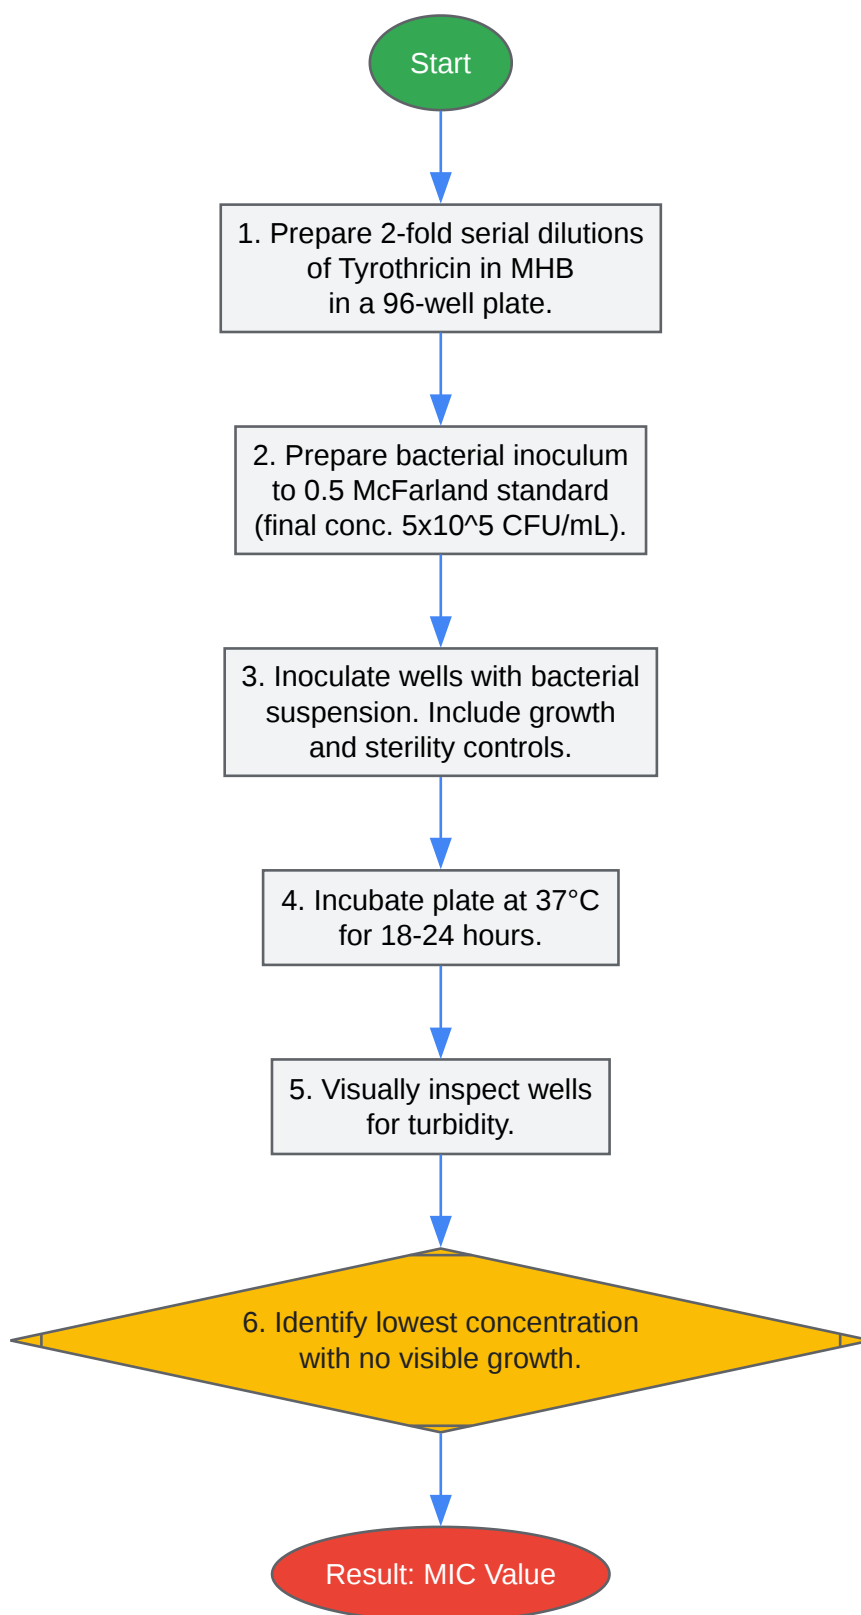 Start
1. Prepare 2-fold serial dilutions
of Tyrothricin in MHB
in a 96-well plate.
2. Prepare bacterial inoculum
to 0.5 McFarland standard
(final conc. 5x10^5 CFU/mL).
3. Inoculate wells with bacterial
suspension. Include growth
and sterility controls.
4. Incubate plate at 37°C
for 18-24 hours.
5. Visually inspect wells
for turbidity.
6. Identify lowest concentration
with no visible growth.
Result: MIC Value